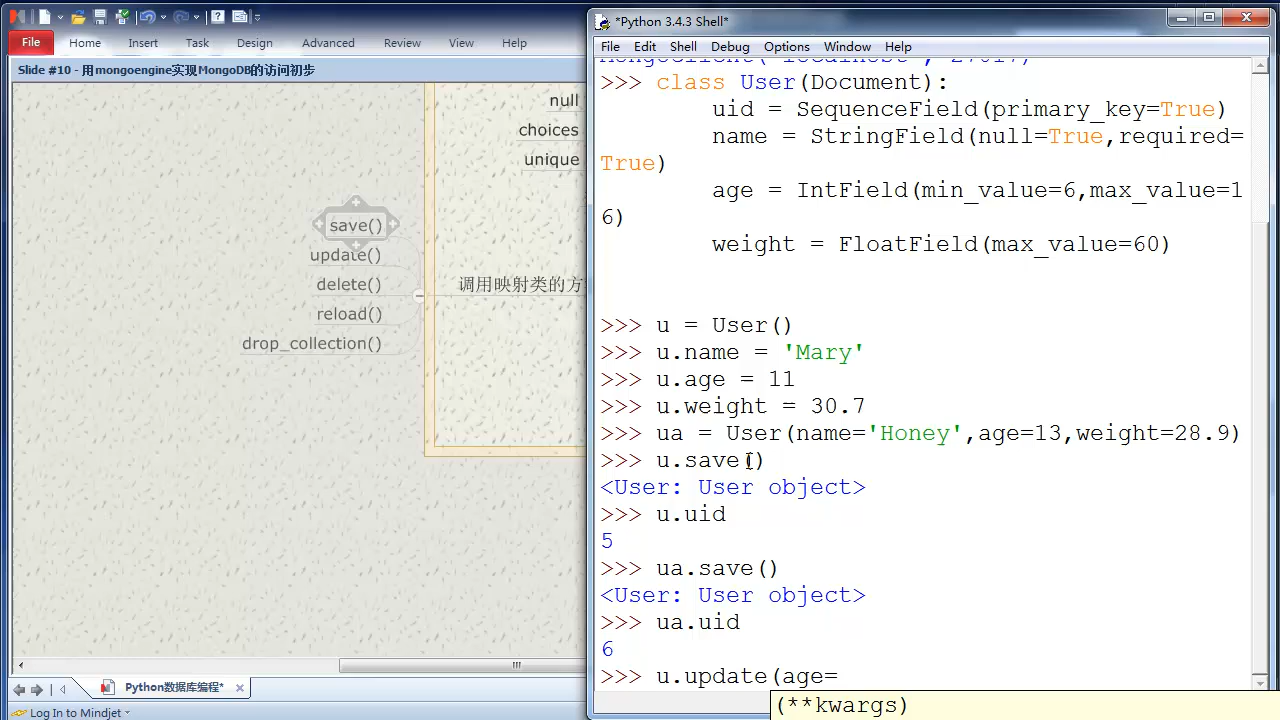 File Home Insert Task Design Advanced Review View Help
Slide #10 - 用mongoengine实现MongoDB的访问初步
null
choices
unique
save()
update()
delete()
reload()
drop_collection()
调用映射类的方
Python数据库编程*
Log In to Mindjet
*Python 3.4.3 Shell*
File Edit Shell Debug Options Window Help
MongoClient('localhost', 27017)
>>> class User(Document):
uid = SequenceField(primary_key=True)
name = StringField(null=True,required=
True)
age = IntField(min_value=6,max_value=1
6)
weight = FloatField(max_value=60)
>>> u = User()
>>> u.name = 'Mary'
>>> u.age = 11
>>> u.weight = 30.7
>>> ua = User(name='Honey',age=13,weight=28.9)
>>> u.save()
<User: User object>
>>> u.uid
5
>>> ua.save()
<User: User object>
>>> ua.uid
6
>>> u.update(age=
(**kwargs)